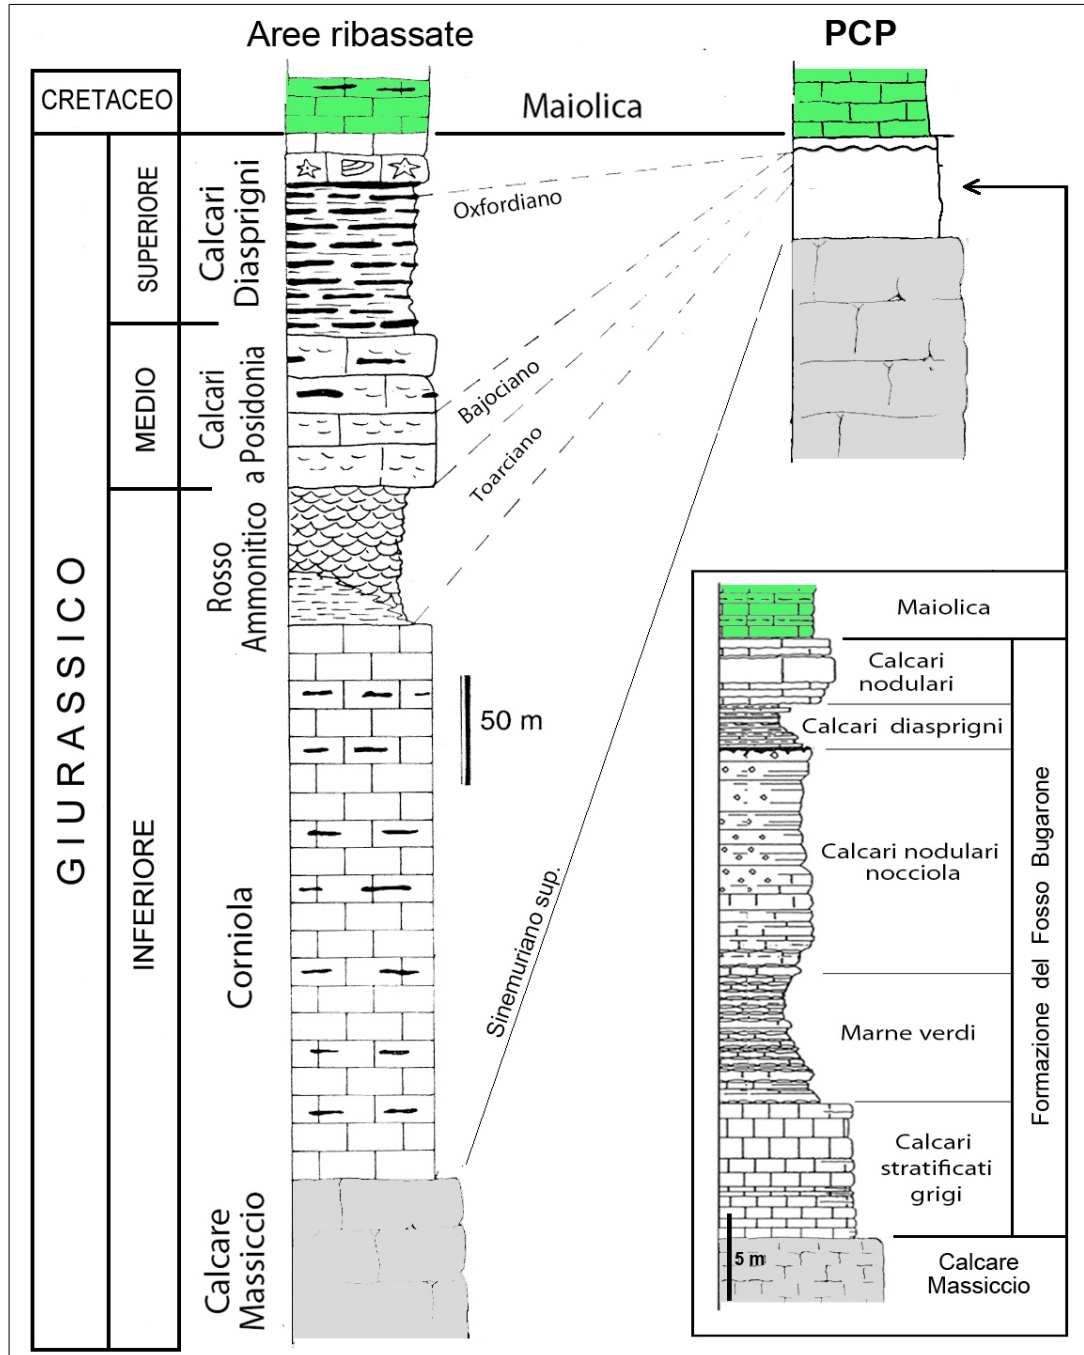 Aree ribassate
PCP
CRETACEO
Maiolica
GIURASSICO
SUPERIORE
MEDIO
INFERIORE
Calcari
Diasprigni
Calcari
a Posidonia
Rosso
Ammonitico
Corniola
Calcare
Massiccio
Oxfordiano
Bajociano
Toarciano
Sinemuriano sup.
50 m
Maiolica
Calcari
nodulari
Calcari diasprigni
Calcari nodulari
nocciola
Marne verdi
Calcari
stratificati
grigi
Calcare
Massiccio
Formazione del Fosso Bugarone
5 m